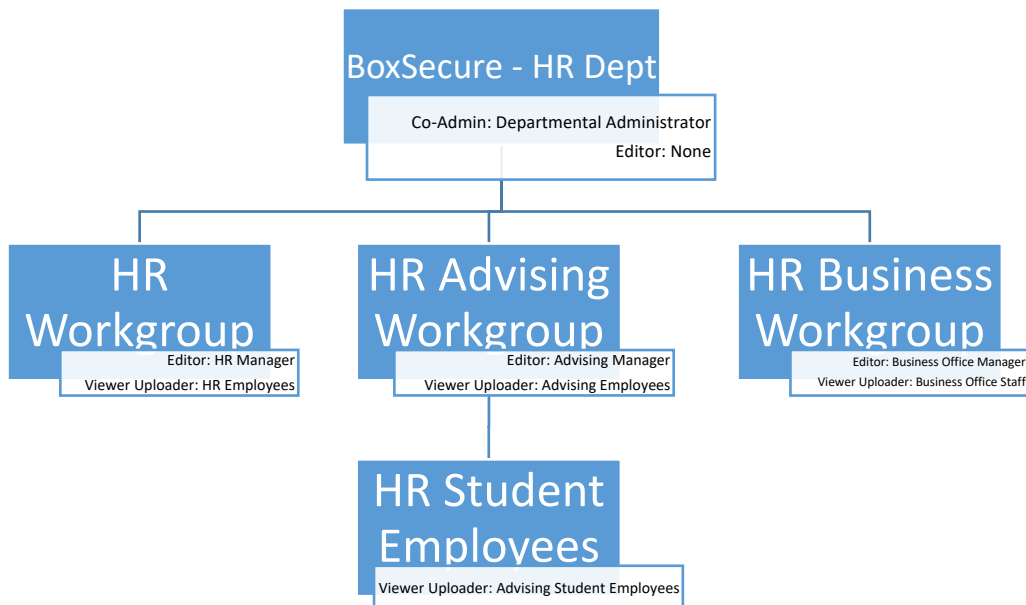 BoxSecure - HR Dept
Co-Admin: Departmental Administrator
Editor: None
HR
Workgroup
Editor: HR Manager
Viewer Uploader: HR Employees
HR Advising
Workgroup
Editor: Advising Manager
Viewer Uploader: Advising Employees
HR Business
Workgroup
Editor: Business Office Manager
Viewer Uploader: Business Office Staff
HR Student
Employees
Viewer Uploader: Advising Student Employees